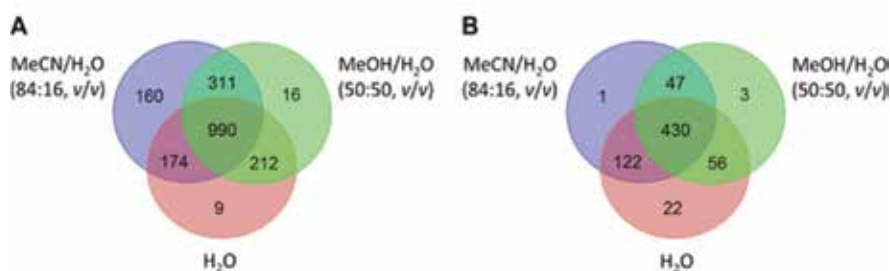 A
MeCN/H₂O
(84:16, v/v)
MeOH/H₂O
(50:50, v/v)
160
311
16
990
174
212
9
H₂O
B
MeCN/H₂O
(84:16, v/v)
MeOH/H₂O
(50:50, v/v)
1
47
3
430
122
56
22
H₂O